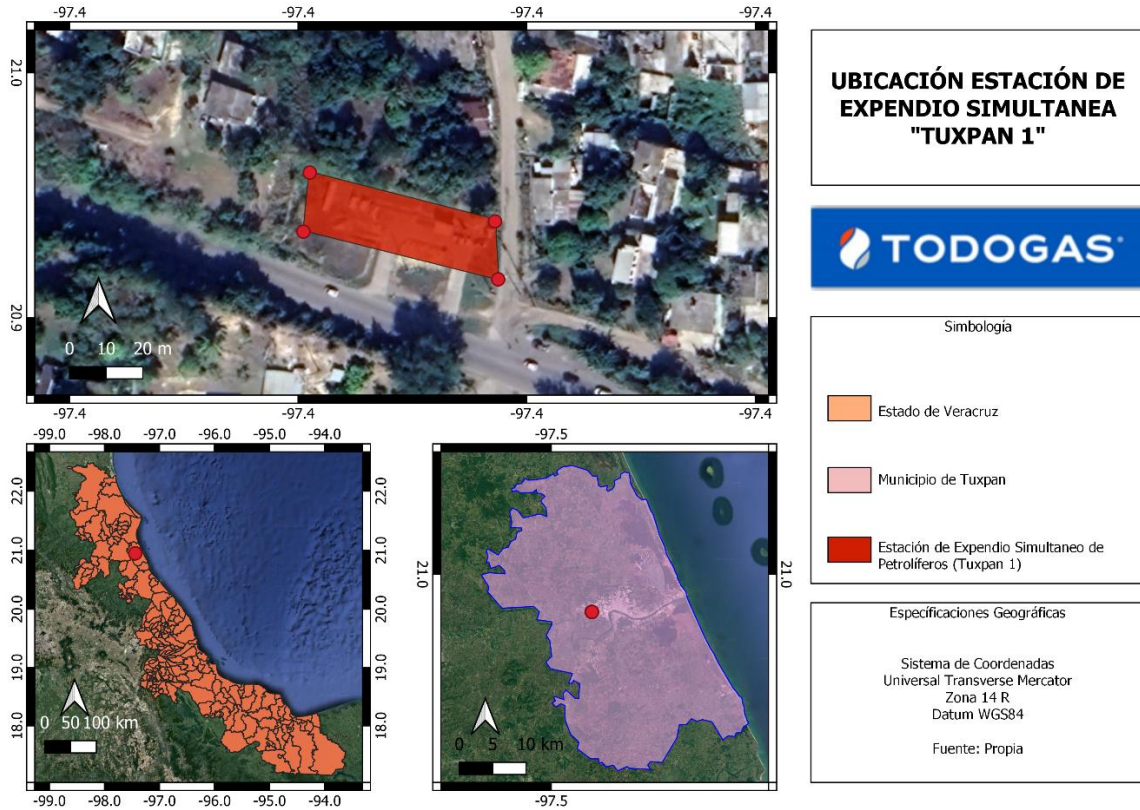 -97.4 -97.4 -97.4 -97.4
21.0
20.9
0 10 20 m
-97.4 -97.4 -97.4 -97.4
UBICACIÓN ESTACIÓN DE
EXPENDIO SIMULTANEA
"TUXPAN 1"
TODOGAS®
Simbología
Estado de Veracruz
Municipio de Tuxpan
Estación de Expendio Simultaneo de
Petrolíferos (Tuxpan 1)
-99.0 -98.0 -97.0 -96.0 -95.0 -94.0
22.0 22.0
21.0 21.0
20.0 20.0
19.0 19.0
18.0 18.0
0 50 100 km
-99.0 -98.0 -97.0 -96.0 -95.0 -94.0
-97.5
21.0 21.0
0 5 10 km
-97.5
Específicaciones Geográficas
Sistema de Coordenadas
Universal Transverse Mercator
Zona 14 R
Datum WGS84
Fuente: Propia